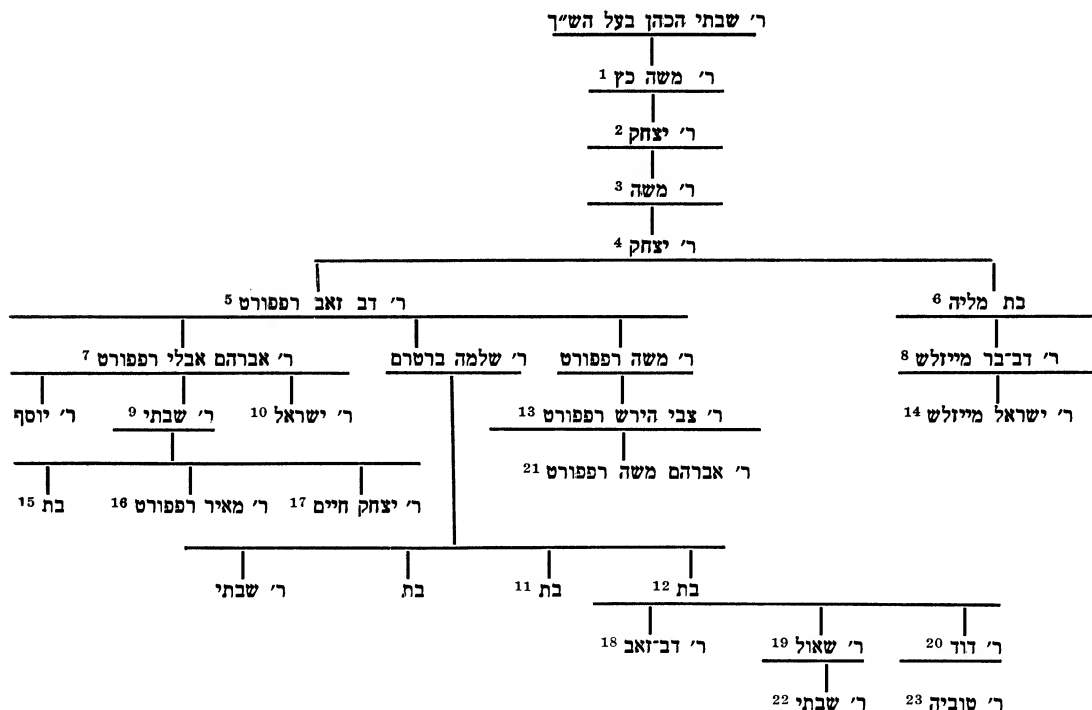 ר׳ שבתי הכהן בעל הש״ך
ר׳ משה כץ 1
ר׳ יצחק 2
ר׳ משה 3
ר׳ יצחק 4
בת מליה 6 ר׳ דב זאב רפפורט 5
ר׳ דב־בר מייזלש 8 ר׳ משה רפפורט ר׳ שלמה ברטרם ר׳ אברהם אבלי רפפורט 7
ר׳ ישראל מייזלש 14 ר׳ צבי הירש רפפורט 13 ר׳ ישראל 10 ר׳ שבתי 9 ר׳ יוסף
ר׳ אברהם משה רפפורט 21
ר׳ יצחק חיים 17 ר׳ מאיר רפפורט 16 בת 15
בת 12 בת 11 בת ר׳ שבתי
ר׳ דוד 20 ר׳ שאול 19 ר׳ דב־זאב 18
ר׳ טוביה 23 ר׳ שבתי 22